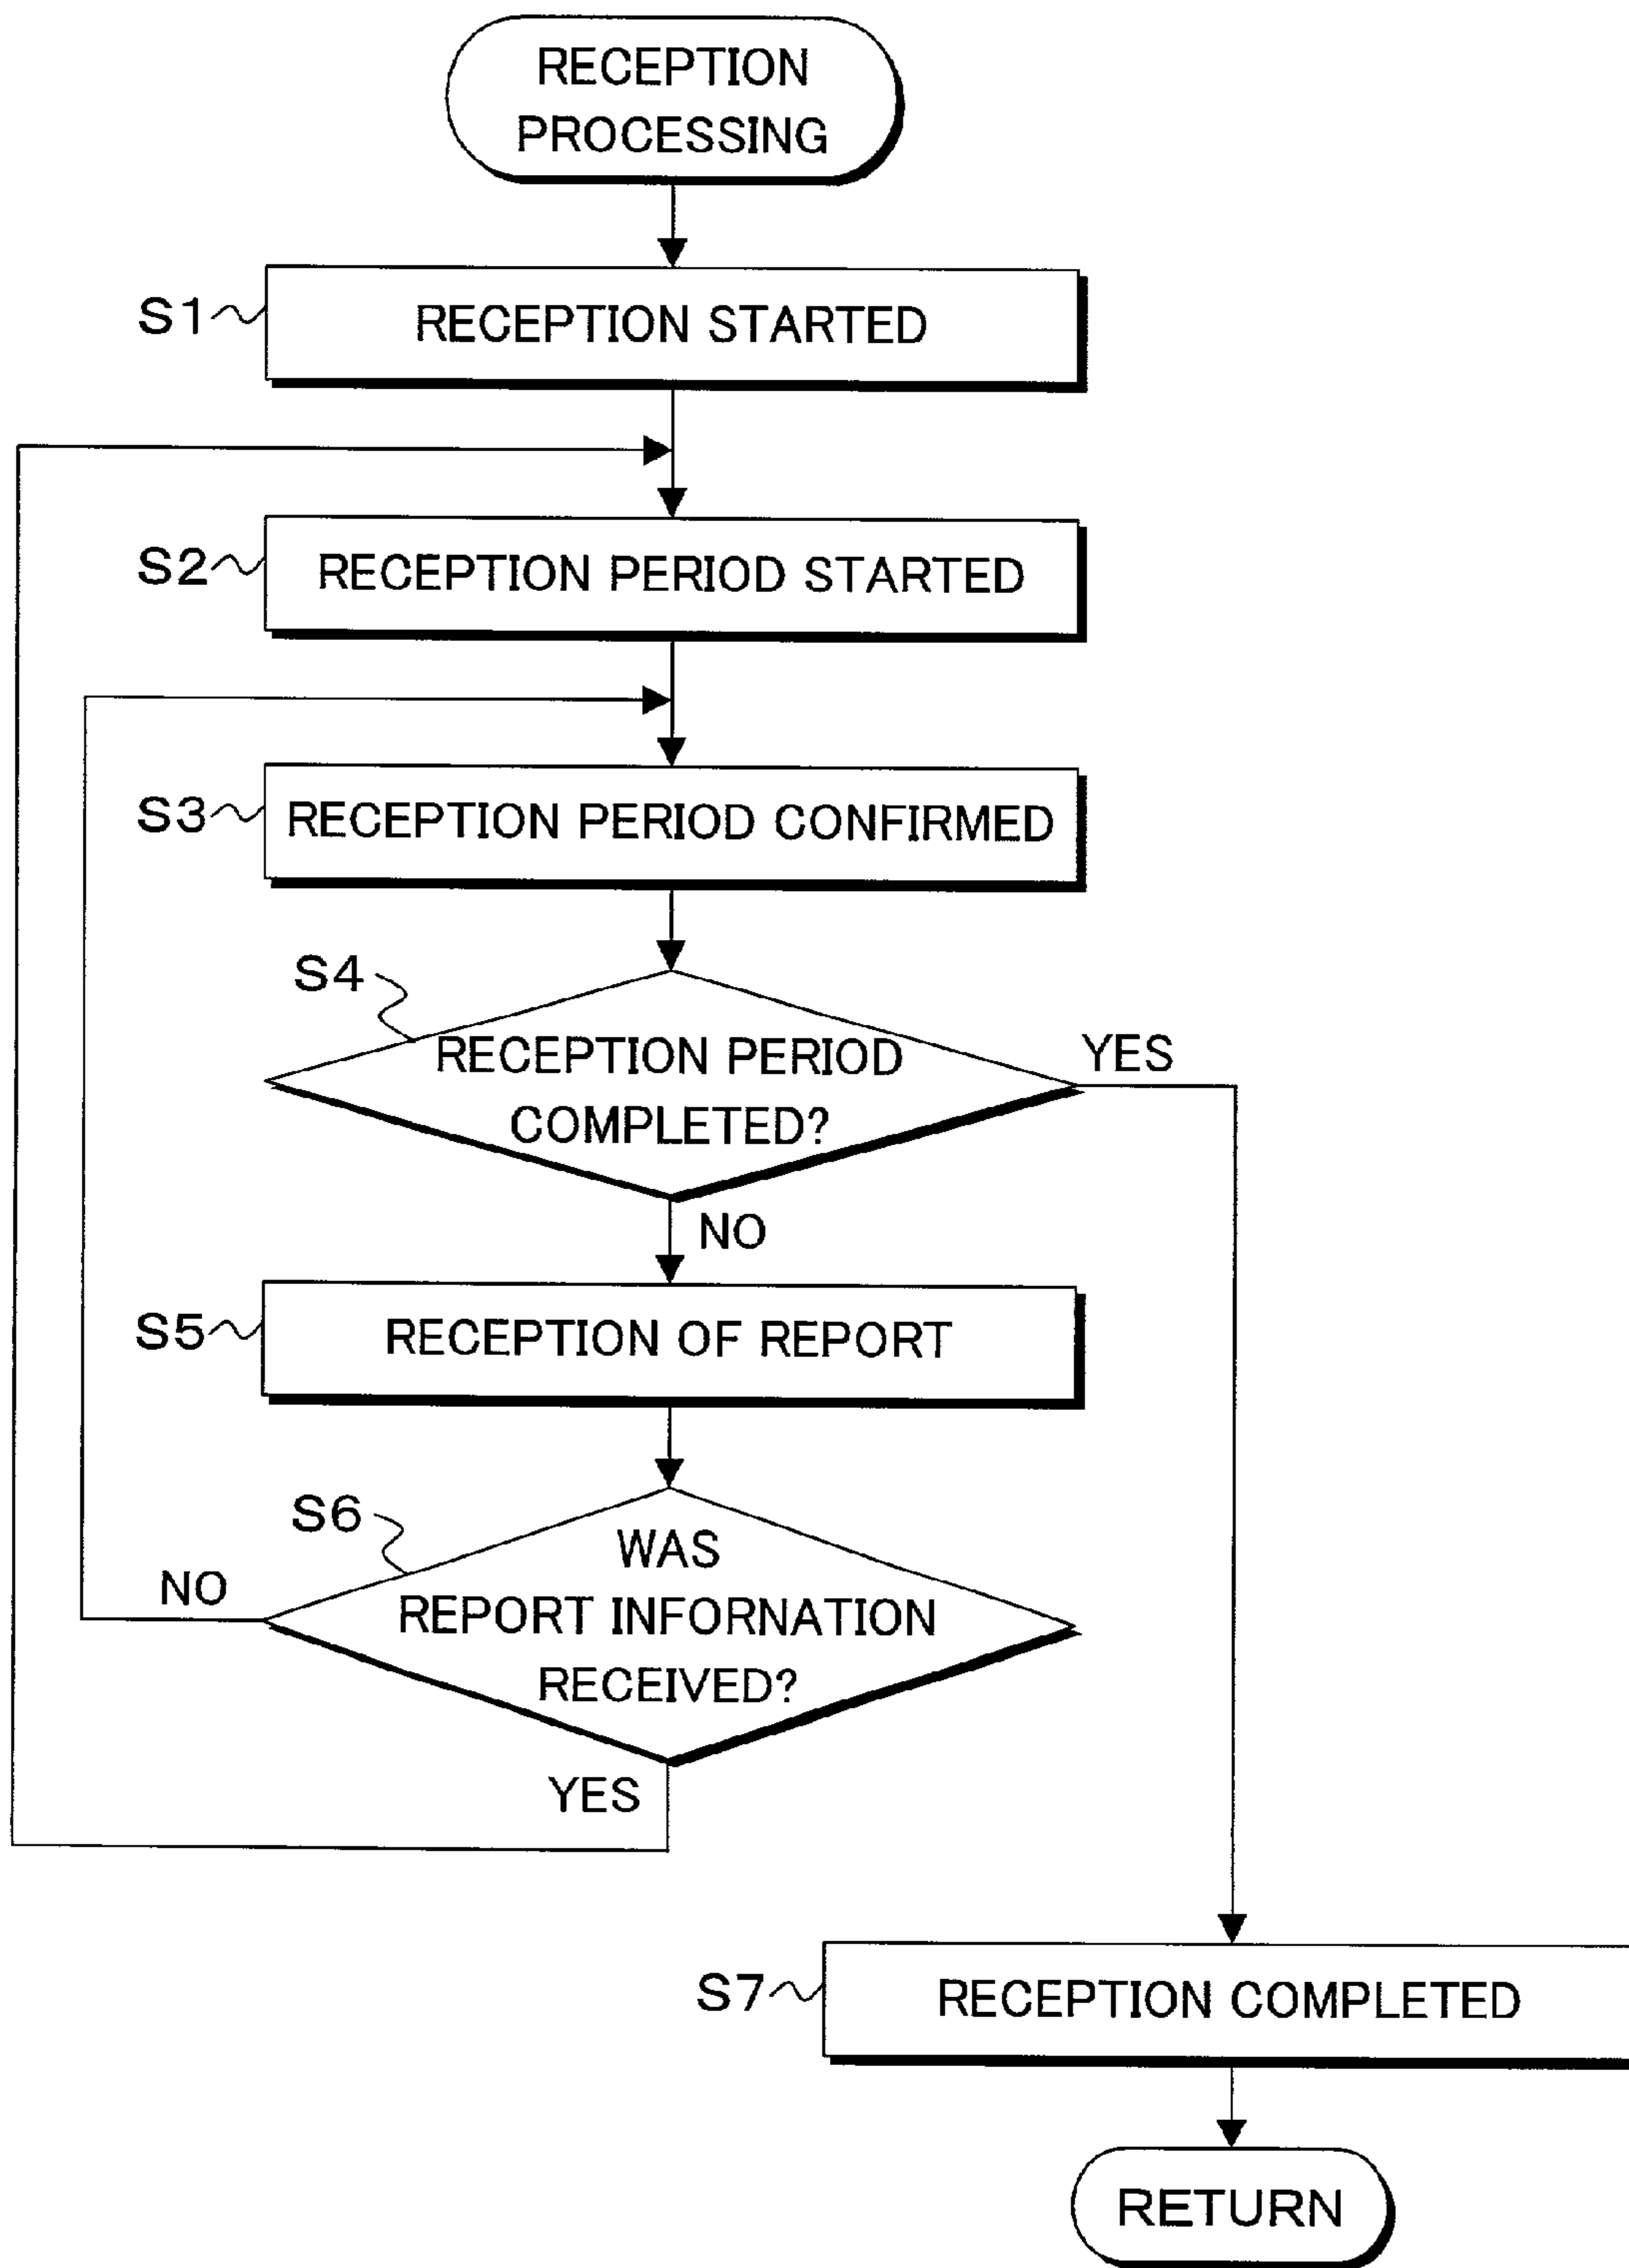 RECEPTION
PROCESSING
S1
RECEPTION STARTED
S2
RECEPTION PERIOD STARTED
S3
RECEPTION PERIOD CONFIRMED
S4
RECEPTION PERIOD
COMPLETED?
YES
NO
S5
RECEPTION OF REPORT
S6
WAS
REPORT INFORNATION
RECEIVED?
NO
YES
S7
RECEPTION COMPLETED
RETURN